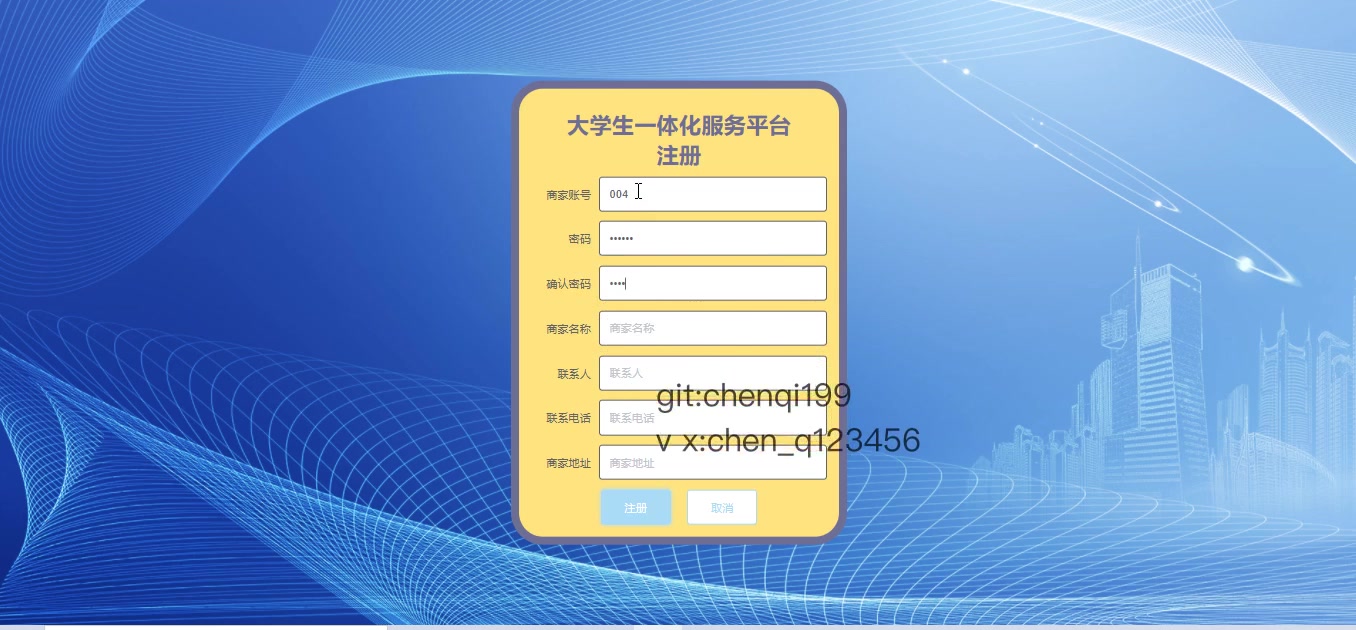 大学生一体化服务平台
注册
商家账号 004
密码 ••••••
确认密码 ••••
商家名称 商家名称
联系人 联系人
git:chenqi199
联系电话 联系电话
v x:chen_q123456
商家地址 商家地址
注册 取消